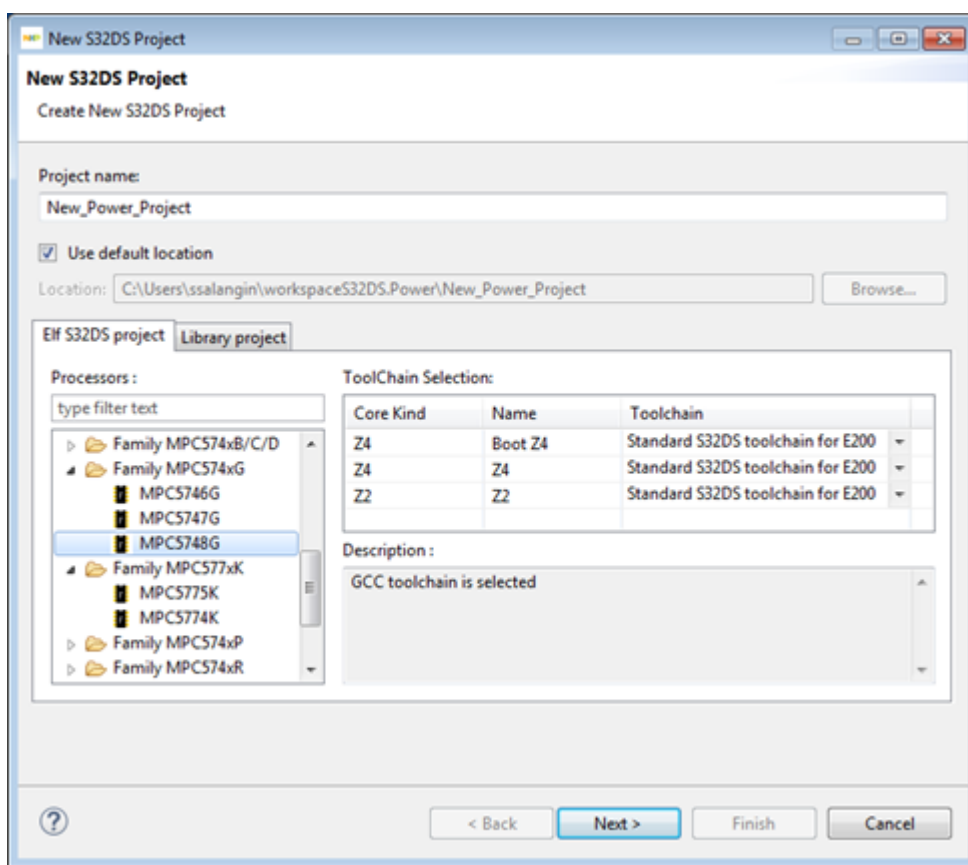 New S32DS Project
New S32DS Project
Create New S32DS Project
Project name:
New_Power_Project
Use default location
Location: C:\Users\ssalangin\workspaceS32DS.Power\New_Power_Project Browse...
Elf S32DS project Library project
Processors :
type filter text
Family MPC574xB/C/D
Family MPC574xG
MPC5746G
MPC5747G
MPC5748G
Family MPC577xK
MPC5775K
MPC5774K
Family MPC574xP
Family MPC574xR
ToolChain Selection:
Core Kind Name Toolchain
Z4 Boot Z4 Standard S32DS toolchain for E200
Z4 Z4 Standard S32DS toolchain for E200
Z2 Z2 Standard S32DS toolchain for E200
Description :
GCC toolchain is selected
? < Back Next > Finish Cancel